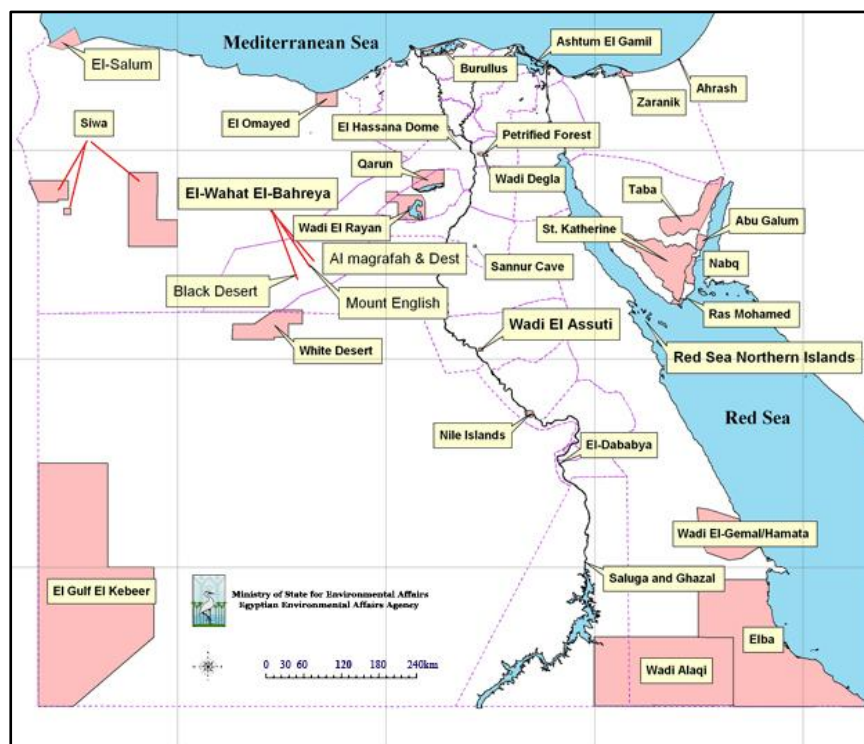 Mediterranean Sea
Ashtum El Gamil
El-Salum
Burullus
Zaranik
Ahrash
Siwa
El Omayed
El Hassana Dome
Petrified Forest
Qarun
Wadi Degla
Taba
El-Wahat El-Bahreya
St. Katherine
Abu Galum
Wadi El Rayan
Al magrafah & Dest
Sannur Cave
Nabq
Black Desert
Mount English
Ras Mohamed
Wadi El Assuti
White Desert
Red Sea Northern Islands
Red Sea
Nile Islands
El-Dababya
Wadi El-Gemal/Hamata
El Gulf El Kebeer
Saluga and Ghazal
Ministry of State for Environmental Affairs
Egyptian Environmental Affairs Agency
Elba
Wadi Alaqi
0 30 60 120 180 240km